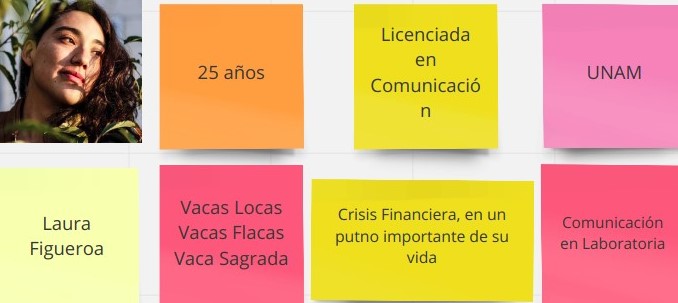 25 años
Licenciada
en
Comunicació
n
UNAM
Laura
Figueroa
Vacas Locas
Vacas Flacas
Vaca Sagrada
Crisis Financiera, en un
putno importante de su
vida
Comunicación
en Laboratoria